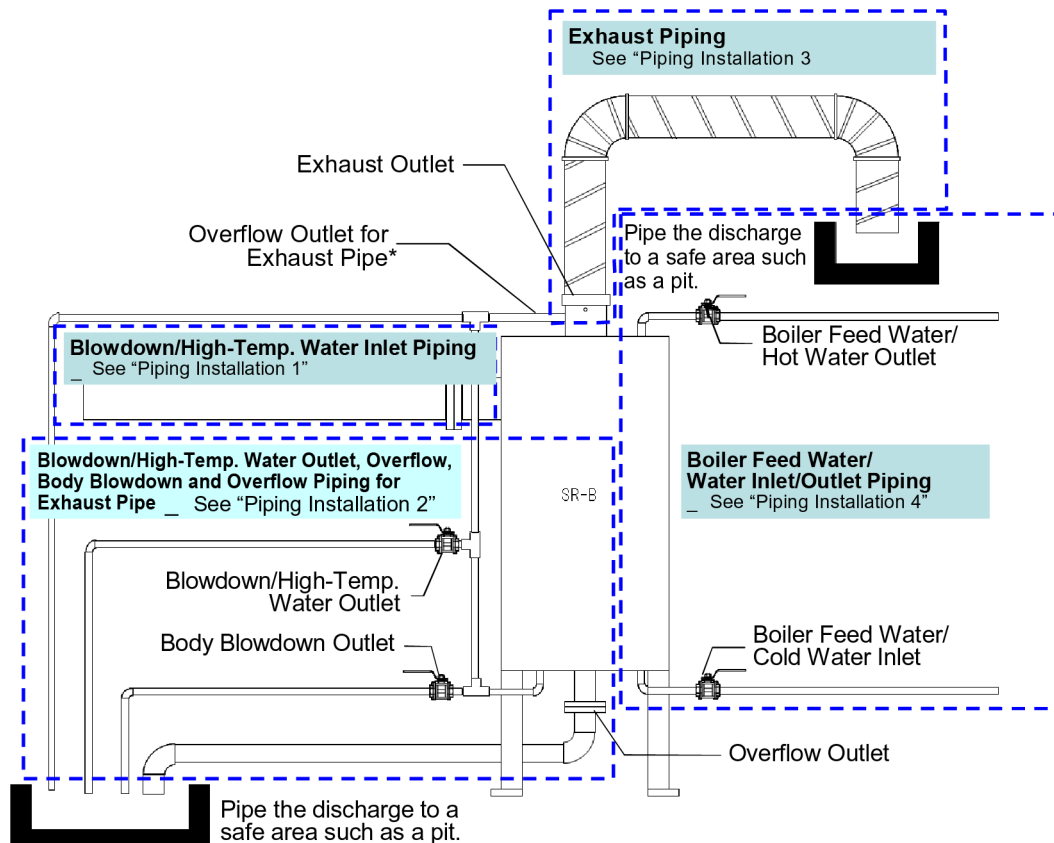 Exhaust Piping
See “Piping Installation 3
Exhaust Outlet
Overflow Outlet for
Exhaust Pipe*
Pipe the discharge
to a safe area such
as a pit.
Boiler Feed Water/
Hot Water Outlet
Blowdown/High-Temp. Water Inlet Piping
_ See “Piping Installation 1”
Blowdown/High-Temp. Water Outlet, Overflow,
Body Blowdown and Overflow Piping for
Exhaust Pipe _ See “Piping Installation 2”
SR-B
Boiler Feed Water/
Water Inlet/Outlet Piping
_ See “Piping Installation 4”
Blowdown/High-Temp.
Water Outlet
Body Blowdown Outlet
Boiler Feed Water/
Cold Water Inlet
Overflow Outlet
Pipe the discharge to a
safe area such as a pit.